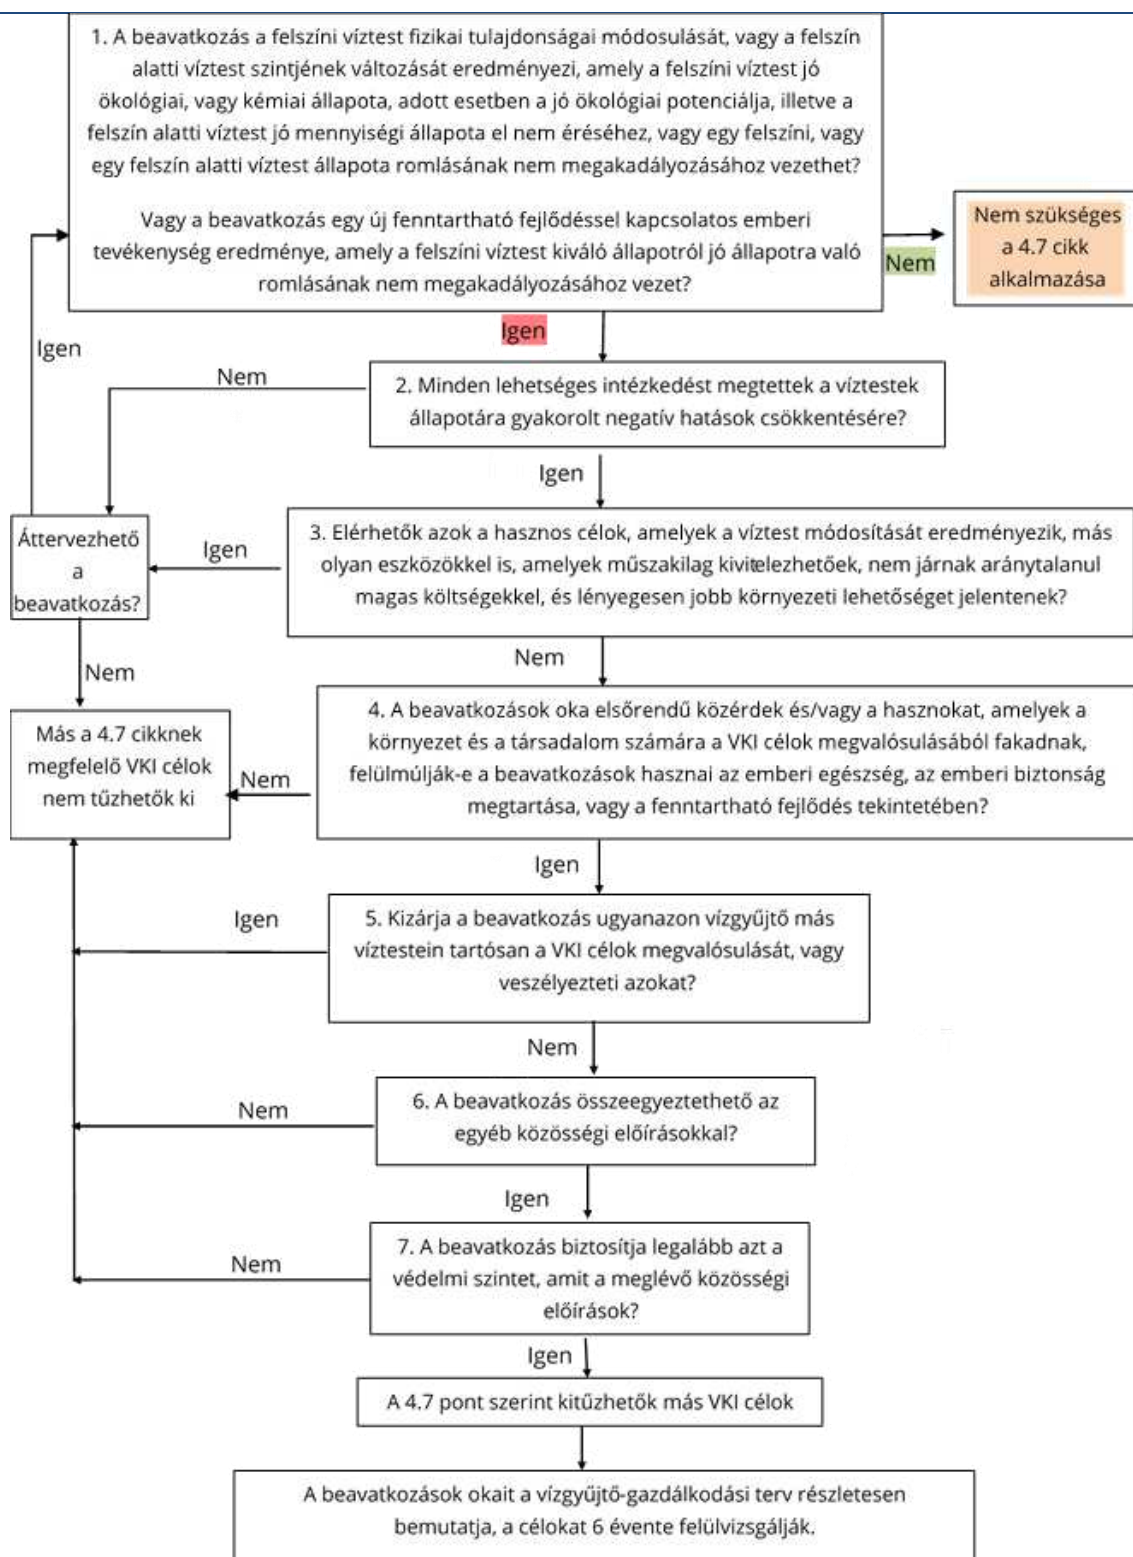 1. A beavatkozás a felszíni víztest fizikai tulajdonságai módosulását, vagy a felszín
alatti víztest szintjének változását eredményezi, amely a felszíni víztest jó
ökológiai, vagy kémiai állapota, adott esetben a jó ökológiai potenciálja, illetve a
felszín alatti víztest jó mennyiségi állapota el nem éréséhez, vagy egy felszíni, vagy
egy felszín alatti víztest állapota romlásának nem megakadályozásához vezethet?
Vagy a beavatkozás egy új fenntartható fejlődéssel kapcsolatos emberi
tevékenység eredménye, amely a felszíni víztest kiváló állapotról jó állapotra való
romlásának nem megakadályozásához vezet?
Nem
Nem szükséges
a 4.7 cikk
alkalmazása
Igen
Igen
Nem
2. Minden lehetséges intézkedést megtettek a víztestek
állapotára gyakorolt negatív hatások csökkentésére?
Igen
Áttervezhető
a
beavatkozás?
Igen
3. Elérhetők azok a hasznos célok, amelyek a víztest módosítását eredményezik, más
olyan eszközökkel is, amelyek műszakilag kivitelezhetőek, nem járnak aránytalanul
magas költségekkel, és lényegesen jobb környezeti lehetőséget jelentenek?
Nem
Nem
Más a 4.7 cikknek
megfelelő VKI célok
nem tűzhetők ki
Nem
4. A beavatkozások oka elsőrendű közérdek és/vagy a hasznokat, amelyek a
környezet és a társadalom számára a VKI célok megvalósulásából fakadnak,
felülmúlják-e a beavatkozások hasznai az emberi egészség, az emberi biztonság
megtartása, vagy a fenntartható fejlődés tekintetében?
Igen
Igen
5. Kizárja a beavatkozás ugyanazon vízgyűjtő más
víztestein tartósan a VKI célok megvalósulását, vagy
veszélyezteti azokat?
Nem
Nem
6. A beavatkozás összeegyeztethető az
egyéb közösségi előírásokkal?
Igen
Nem
7. A beavatkozás biztosítja legalább azt a
védelmi szintet, amit a meglévő közösségi
előírások?
Igen
A 4.7 pont szerint kitűzhetők más VKI célok
A beavatkozások okait a vízgyűjtő-gazdálkodási terv részletesen
bemutatja, a célokat 6 évente felülvizsgálják.